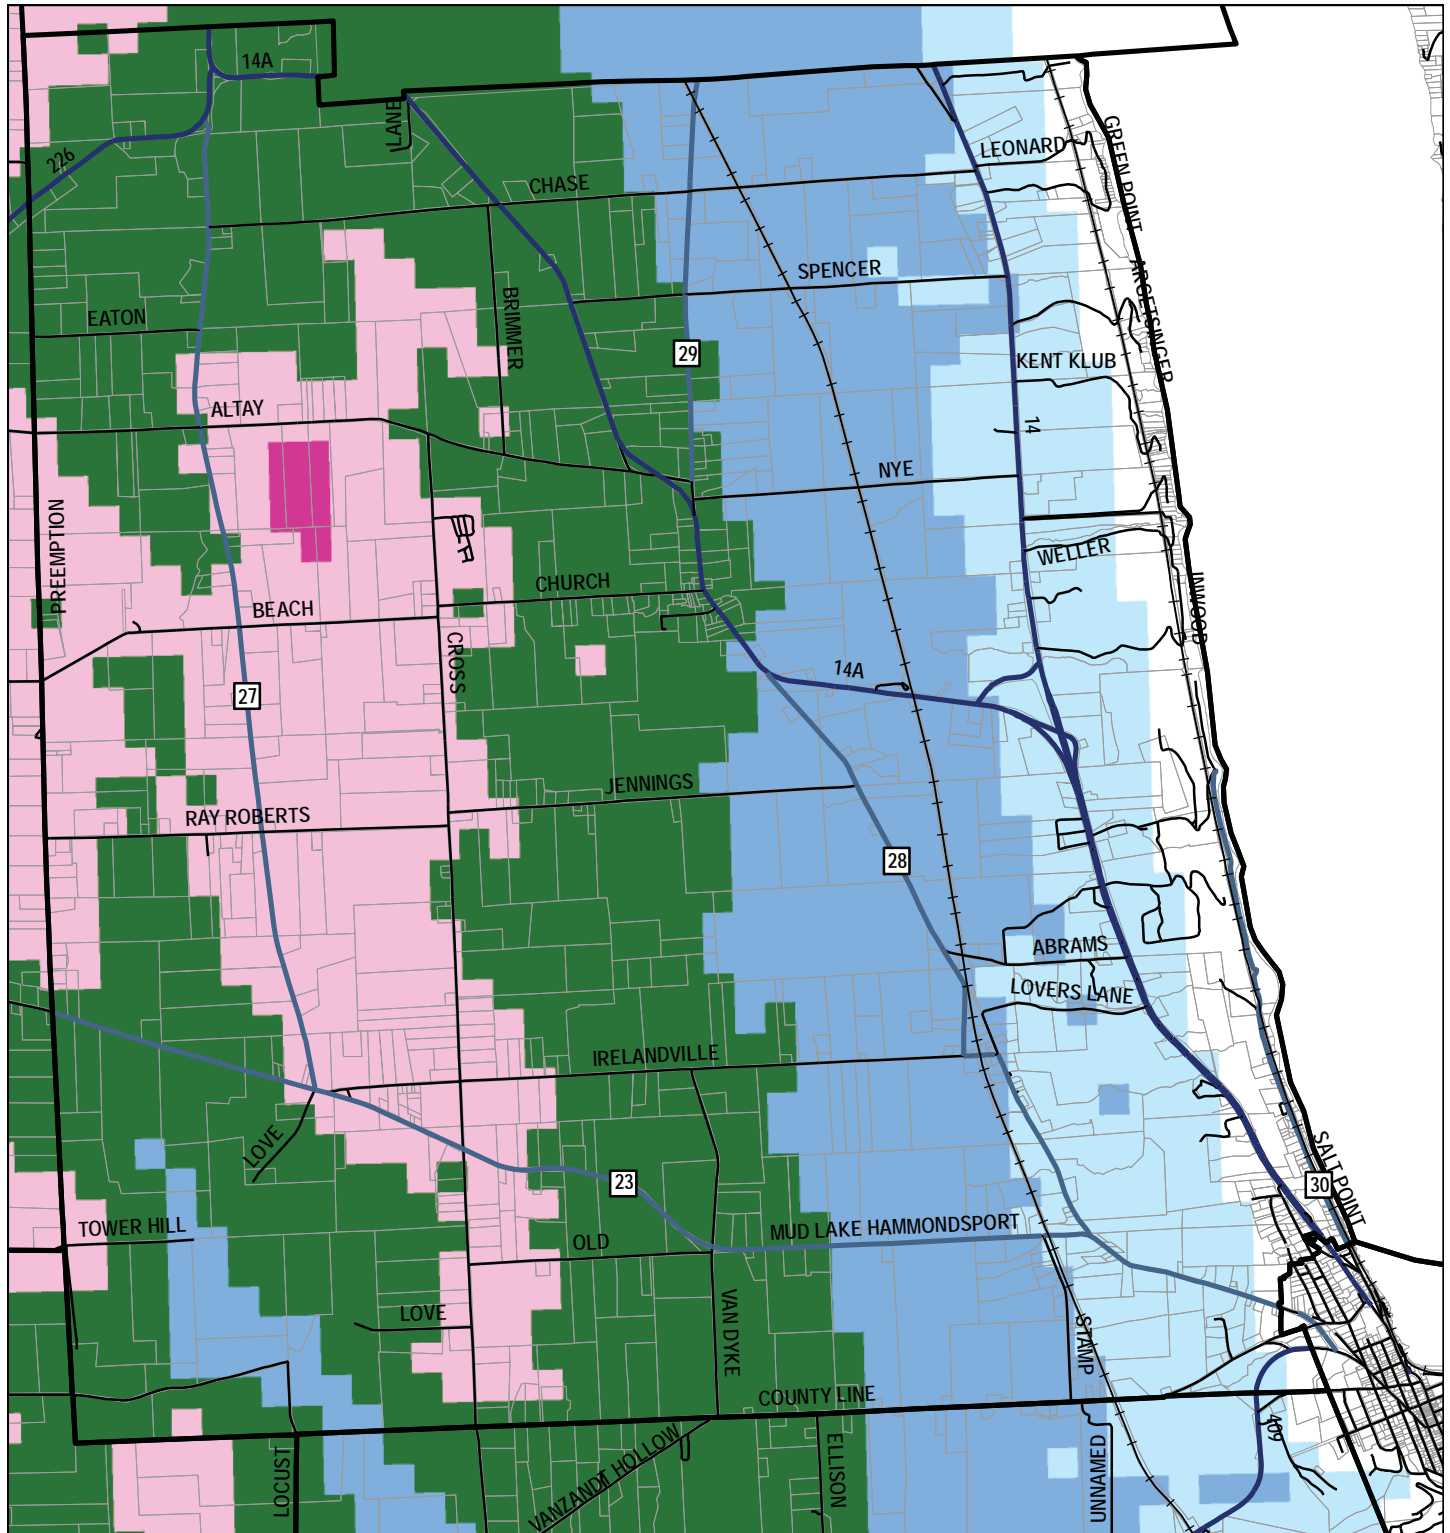 14A
LANE
226
GREEN POINT
LEONARD
CHASE
SPENCER
ARGETSINGER
BRIMMER
EATON
29
KENT KLUB
ALTAY
14
NYE
PREEMPTION
WELLER
CHURCH
INWOOD
BEACH
CROSS
14A
27
JENNINGS
RAY ROBERTS
28
ABRAMS
LOVERS LANE
IRELANDVILLE
LOVE
SALT POINT
23
30
TOWER HILL
MUD LAKE HAMMONDSPORT
OLD
VAN DYKE
LOVE
STAMP
COUNTY LINE
409
LOCUST
VANZANDT HOLLOW
ELLISON
UNNAMED